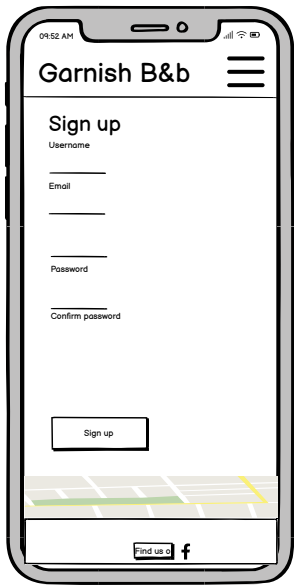 09:52 AM
Garnish B&b
Sign up
Username
Email
Password
Confirm password
Sign up
Find us o